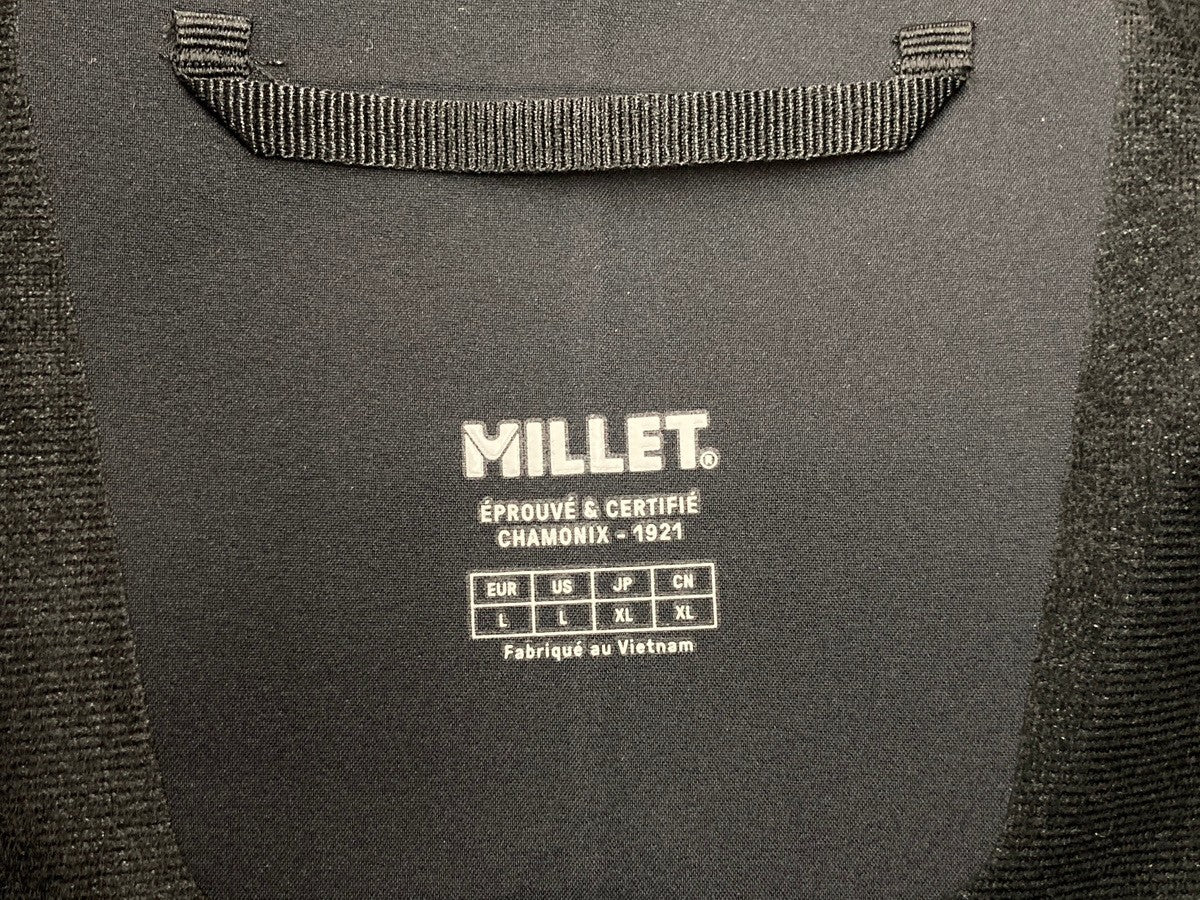 MILLET®
ÉPROUVÉ & CERTIFIÉ
CHAMONIX - 1921
EUR US JP CN
L L XL XL
Fabriqué au Vietnam